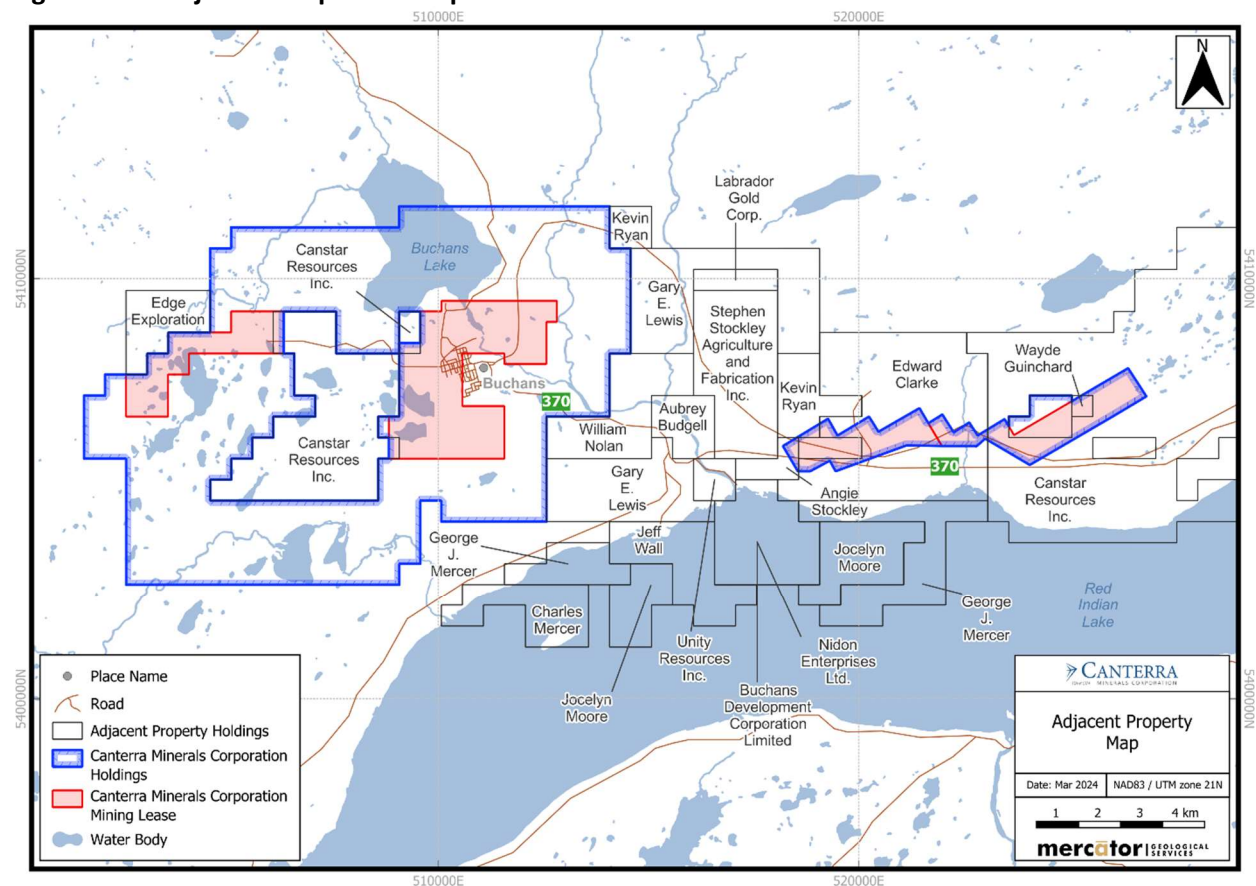 510000E
520000E
N
Labrador
Gold
Corp.
Kevin
Ryan
Canstar
Resources
Inc.
Buchans
Lake
5410000N
5410000N
Edge
Exploration
Gary
E.
Lewis
Stephen
Stockley
Agriculture
and
Fabrication
Inc.
Wayde
Guinchard
Edward
Clarke
Kevin
Ryan
Buchans
370
Aubrey
Budgell
William
Nolan
Canstar
Resources
Inc.
370
Gary
E.
Lewis
Angie
Stockley
Canstar
Resources
Inc.
George
J.
Mercer
Jeff
Wall
Jocelyn
Moore
George
J.
Mercer
Red
Indian
Lake
Charles
Mercer
Unity
Resources
Inc.
Nidon
Enterprises
Ltd.
Jocelyn
Moore
Buchans
Development
Corporation
Limited
5400000N
5400000N
Place Name
Road
Adjacent Property Holdings
Canterra Minerals Corporation
Holdings
Canterra Minerals Corporation
Mining Lease
Water Body
CANTERRA
MINERALS CORPORATION
Adjacent Property
Map
Date: Mar 2024
NAD83 / UTM zone 21N
1 2 3 4 km
mercator GEOLOGICAL
SERVICES
510000E
520000E